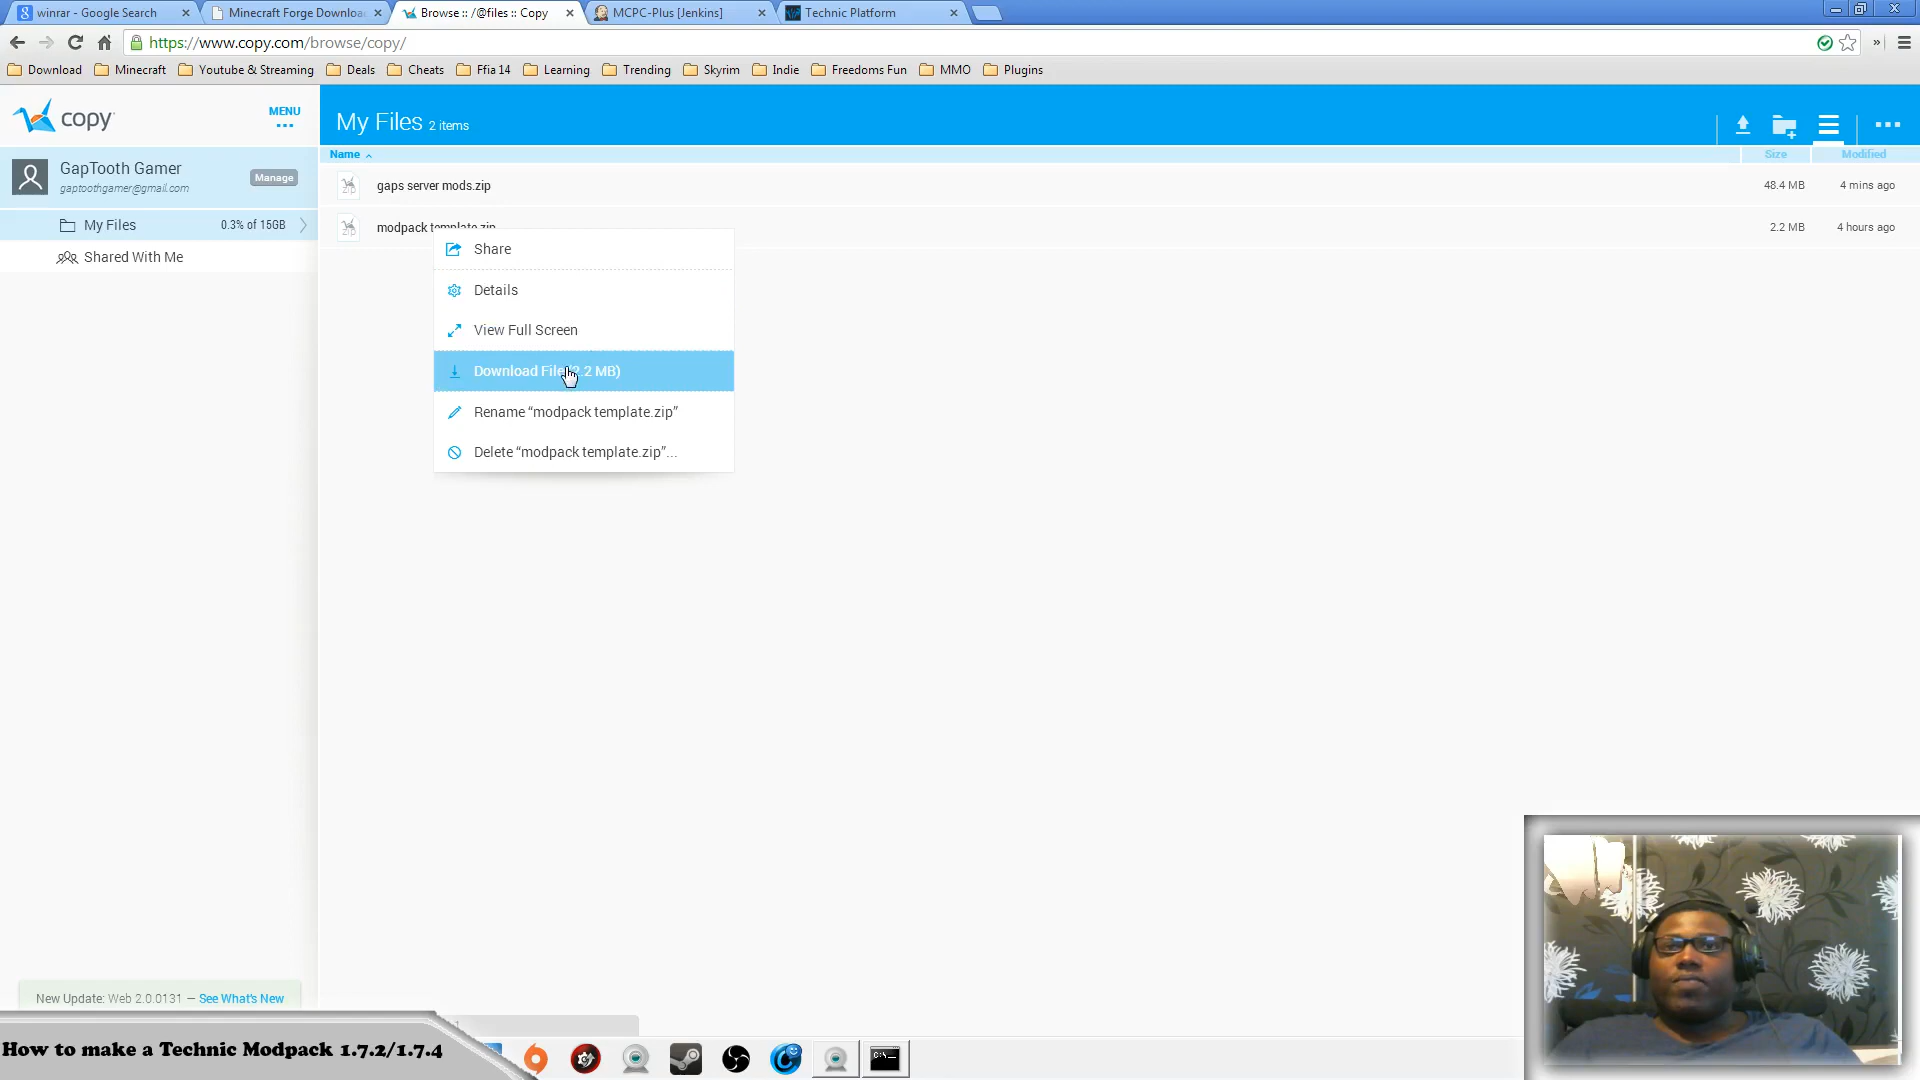 winrar - Google Search
Minecraft Forge Downloa
Browse :: /@files :: Copy
MCPC-Plus [Jenkins]
Technic Platform
https://www.copy.com/browse/copy/
Download
Minecraft
Youtube & Streaming
Deals
Cheats
Ffia 14
Learning
Trending
Skyrim
Indie
Freedoms Fun
MMO
Plugins
copy
MENU
My Files 2 items
GapTooth Gamer
gaptoothgamer@gmail.com
Manage
My Files
0.3% of 15GB
Shared With Me
Name
Size
Modified
gaps server mods.zip
48.4 MB
4 mins ago
modpack template.zip
2.2 MB
4 hours ago
Share
Details
View Full Screen
Download File (2.2 MB)
Rename “modpack template.zip”
Delete “modpack template.zip”...
New Update: Web 2.0.0131 — See What's New
How to make a Technic Modpack 1.7.2/1.7.4